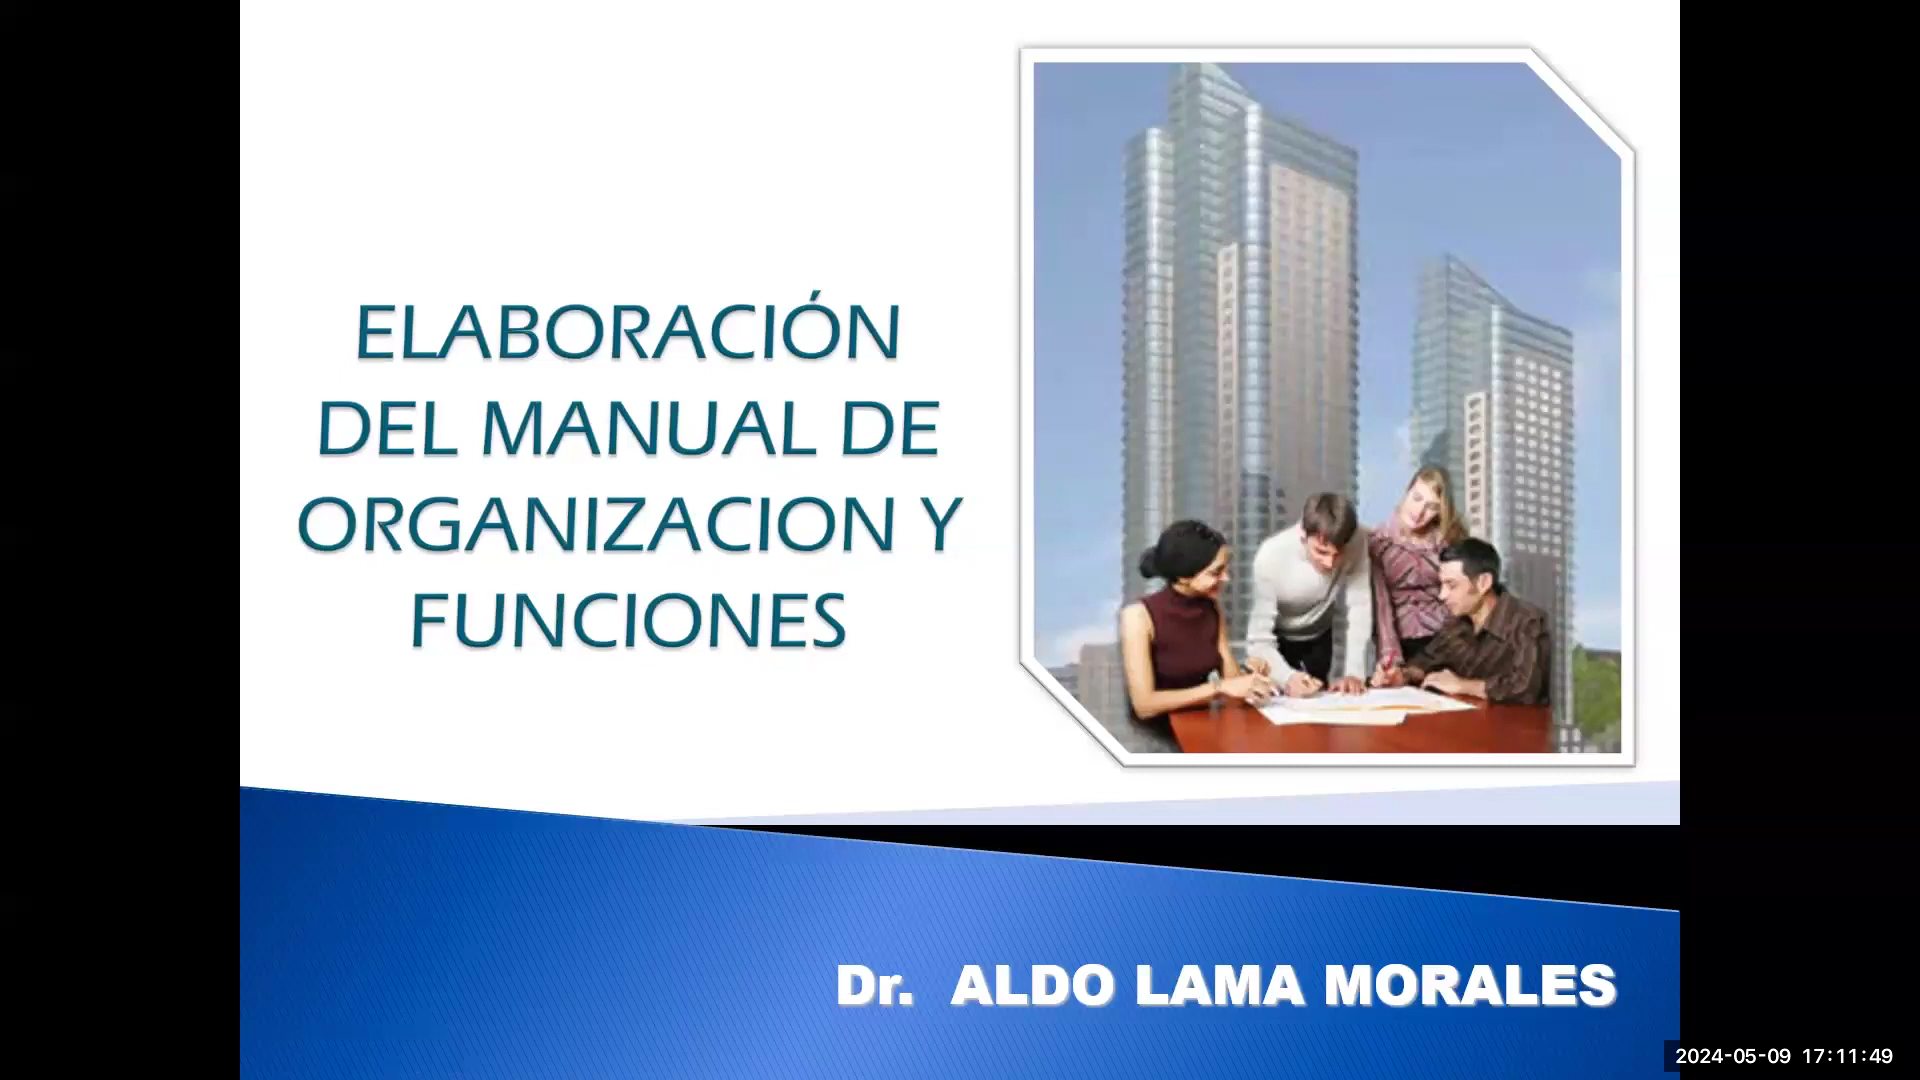 ELABORACIÓN
DEL MANUAL DE
ORGANIZACION Y
FUNCIONES
Dr. ALDO LAMA MORALES
2024-05-09 17:11:49